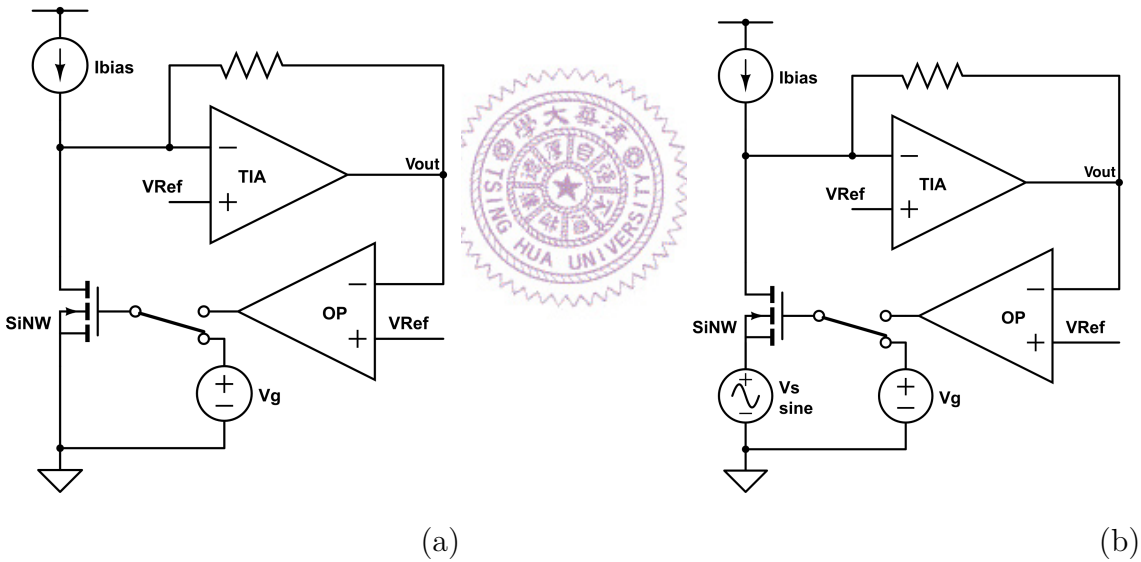 Ibias
TIA
VRef
Vout
OP
SiNW
Vg
(a)
TSING HUA UNIVERSITY
Ibias
TIA
VRef
Vout
OP
VRef
SiNW
Vs
sine
Vg
(b)
VRef